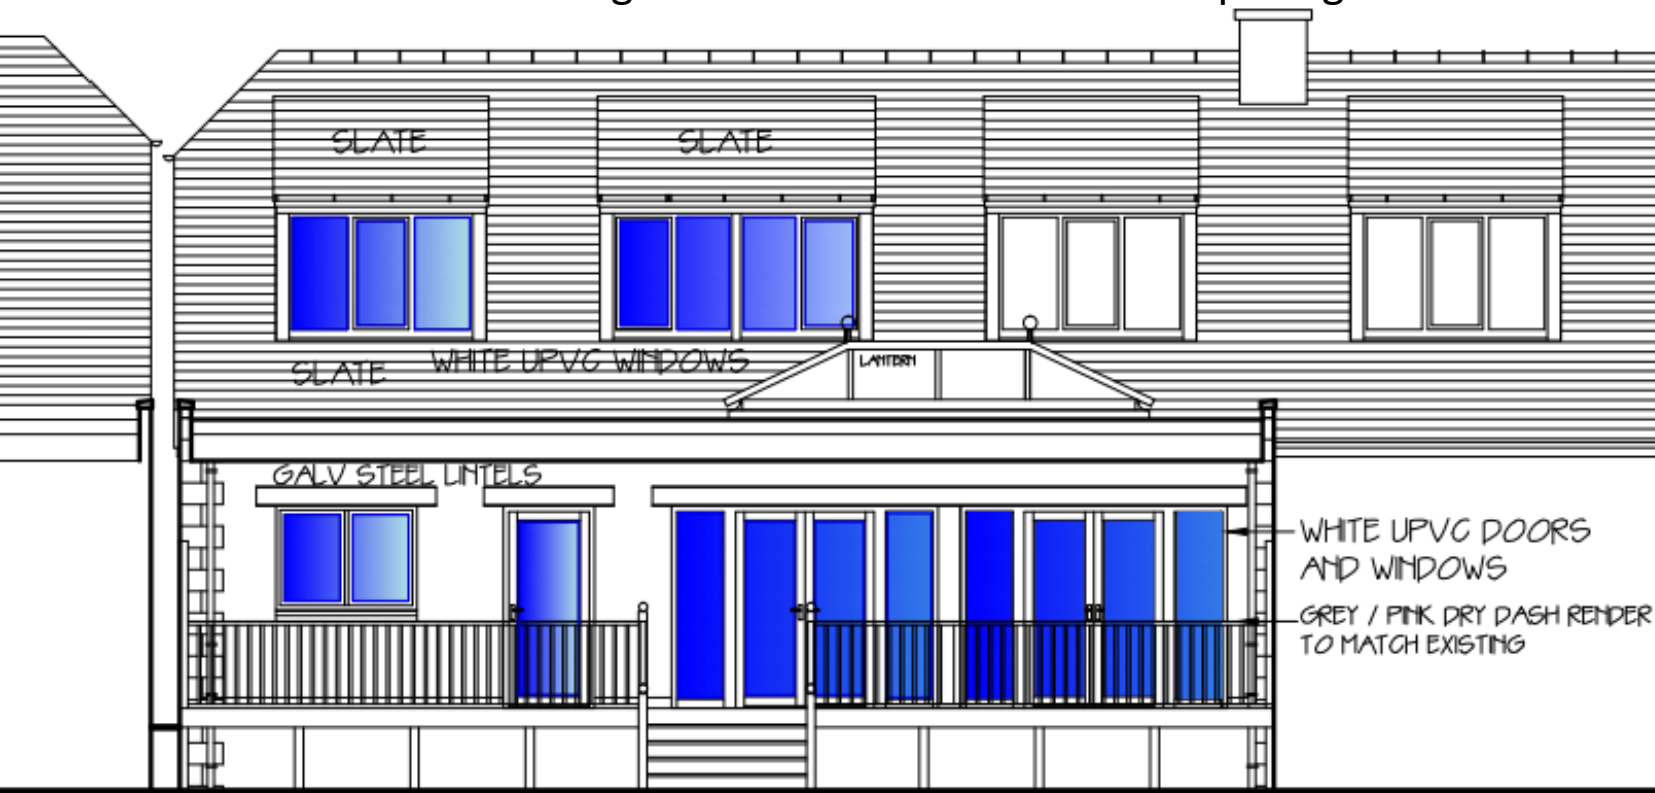 SLATE
SLATE
SLATE
WHITE UPVC WINDOWS
LANTERN
GALV STEEL LINTELS
WHITE UPVC DOORS
AND WINDOWS
GREY / PINK DRY DASH RENDER
TO MATCH EXISTING